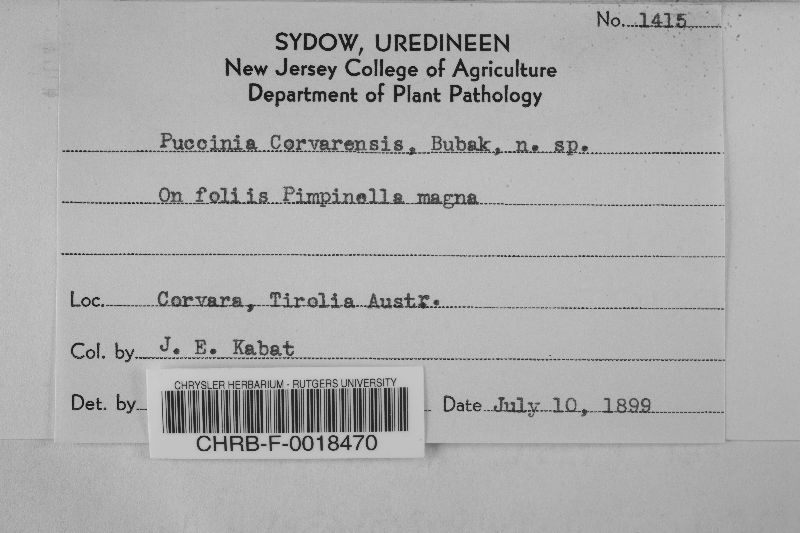 No. 1415
SYDOW, UREDINEEN
New Jersey College of Agriculture
Department of Plant Pathology
Puccinia Corvarensis, Bubak, n. sp.
On foliis Pimpinella magna
Loc. Corvara, Tirolia Austr.
Col. by J. E. Kabat
Det. by
Date July 10, 1899
CHRYSLER HERBARIUM - RUTGERS UNIVERSITY
CHRB-F-0018470